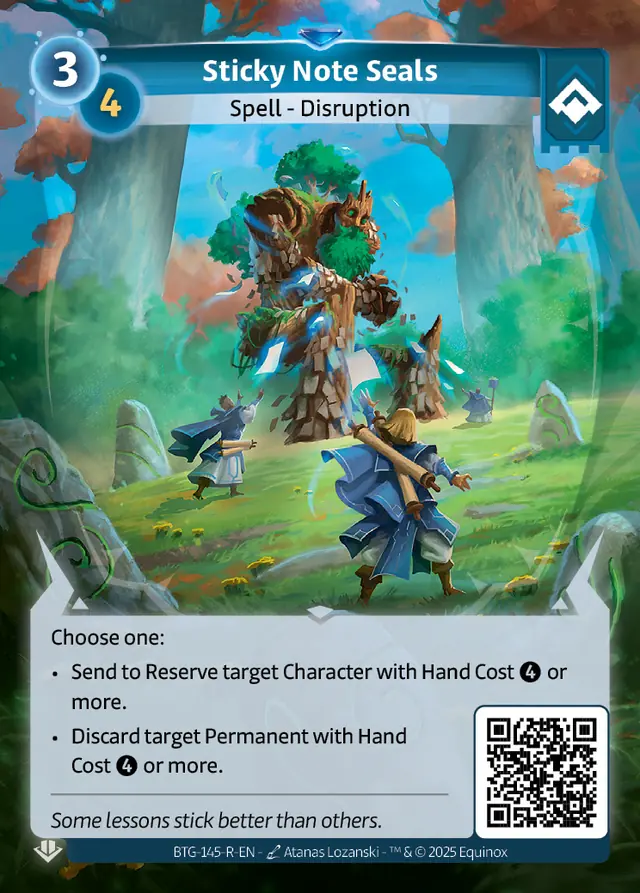 3
4
Sticky Note Seals
Spell - Disruption
Choose one:
• Send to Reserve target Character with Hand Cost 4 or
more.
• Discard target Permanent with Hand
Cost 4 or more.
Some lessons stick better than others.
BTG-145-R-EN - Atanas Lozanski - ™ & © 2025 Equinox